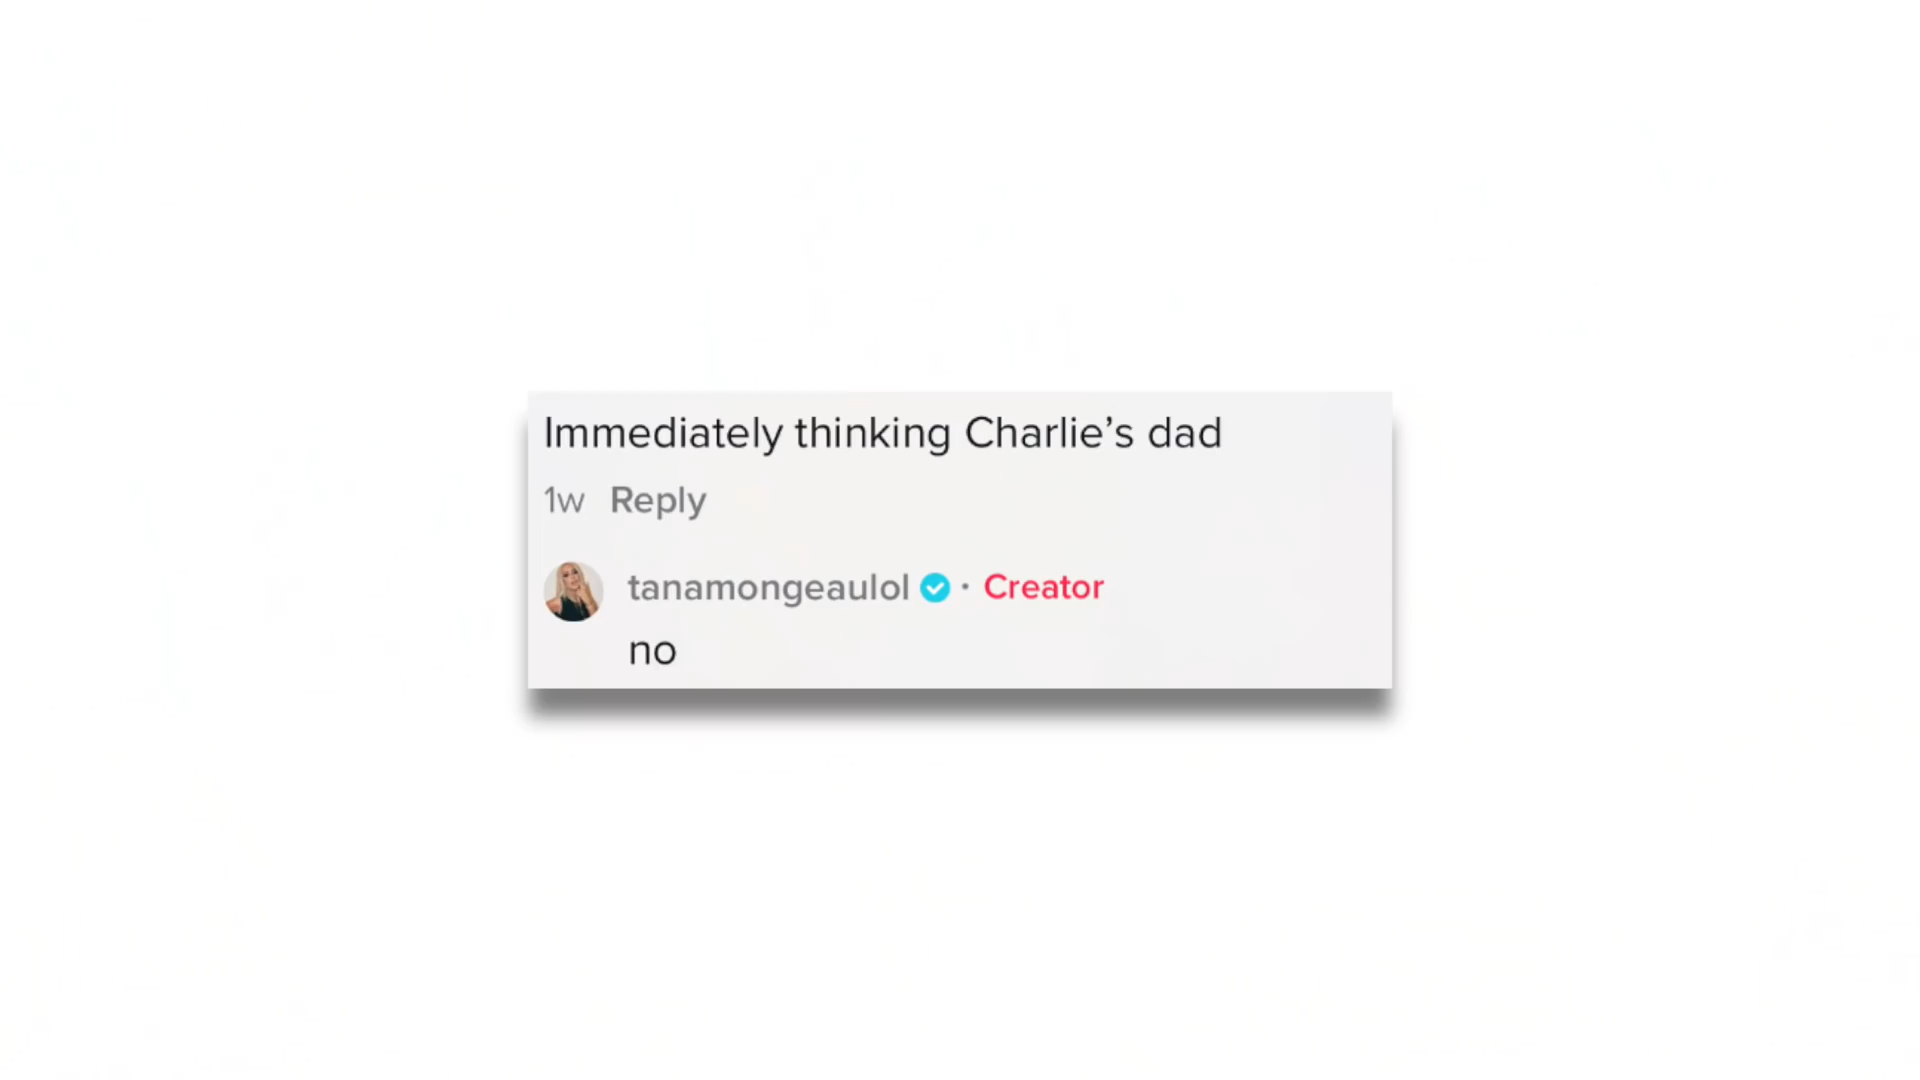 Immediately thinking Charlie’s dad
1w Reply
tanamongeaulol · Creator
no